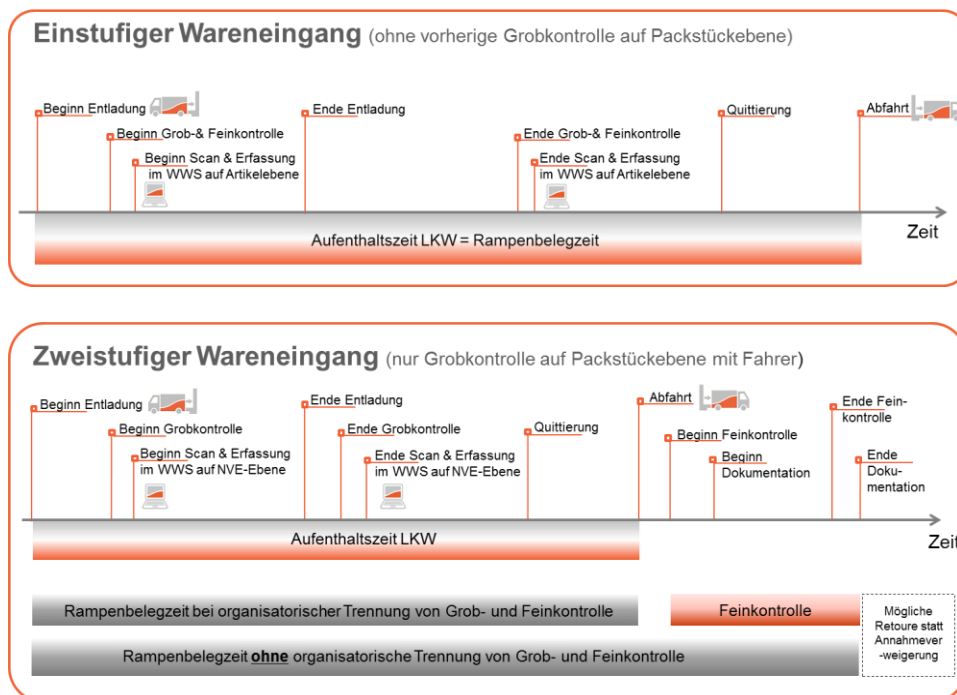 Einstufiger Wareneingang (ohne vorherige Grobkontrolle auf Packstückebene)
Beginn Entladung
Ende Entladung
Quittierung
Abfahrt
Beginn Grob-& Feinkontrolle
Ende Grob-& Feinkontrolle
Beginn Scan & Erfassung
im WWS auf Artikelebene
Ende Scan & Erfassung
im WWS auf Artikelebene
Zeit
Aufenthaltszeit LKW = Rampenbelegzeit
Zweistufiger Wareneingang (nur Grobkontrolle auf Packstückebene mit Fahrer)
Beginn Entladung
Ende Entladung
Abfahrt
Ende Fein-
kontrolle
Beginn Grobkontrolle
Ende Grobkontrolle
Quittierung
Beginn Feinkontrolle
Beginn Scan & Erfassung
im WWS auf NVE-Ebene
Ende Scan & Erfassung
im WWS auf NVE-Ebene
Beginn
Dokumentation
Ende
Doku-
mentation
Zeit
Aufenthaltszeit LKW
Rampenbelegzeit bei organisatorischer Trennung von Grob- und Feinkontrolle
Feinkontrolle
Mögliche
Retoure statt
Annahmever
-weigerung
Rampenbelegzeit ohne organisatorische Trennung von Grob- und Feinkontrolle